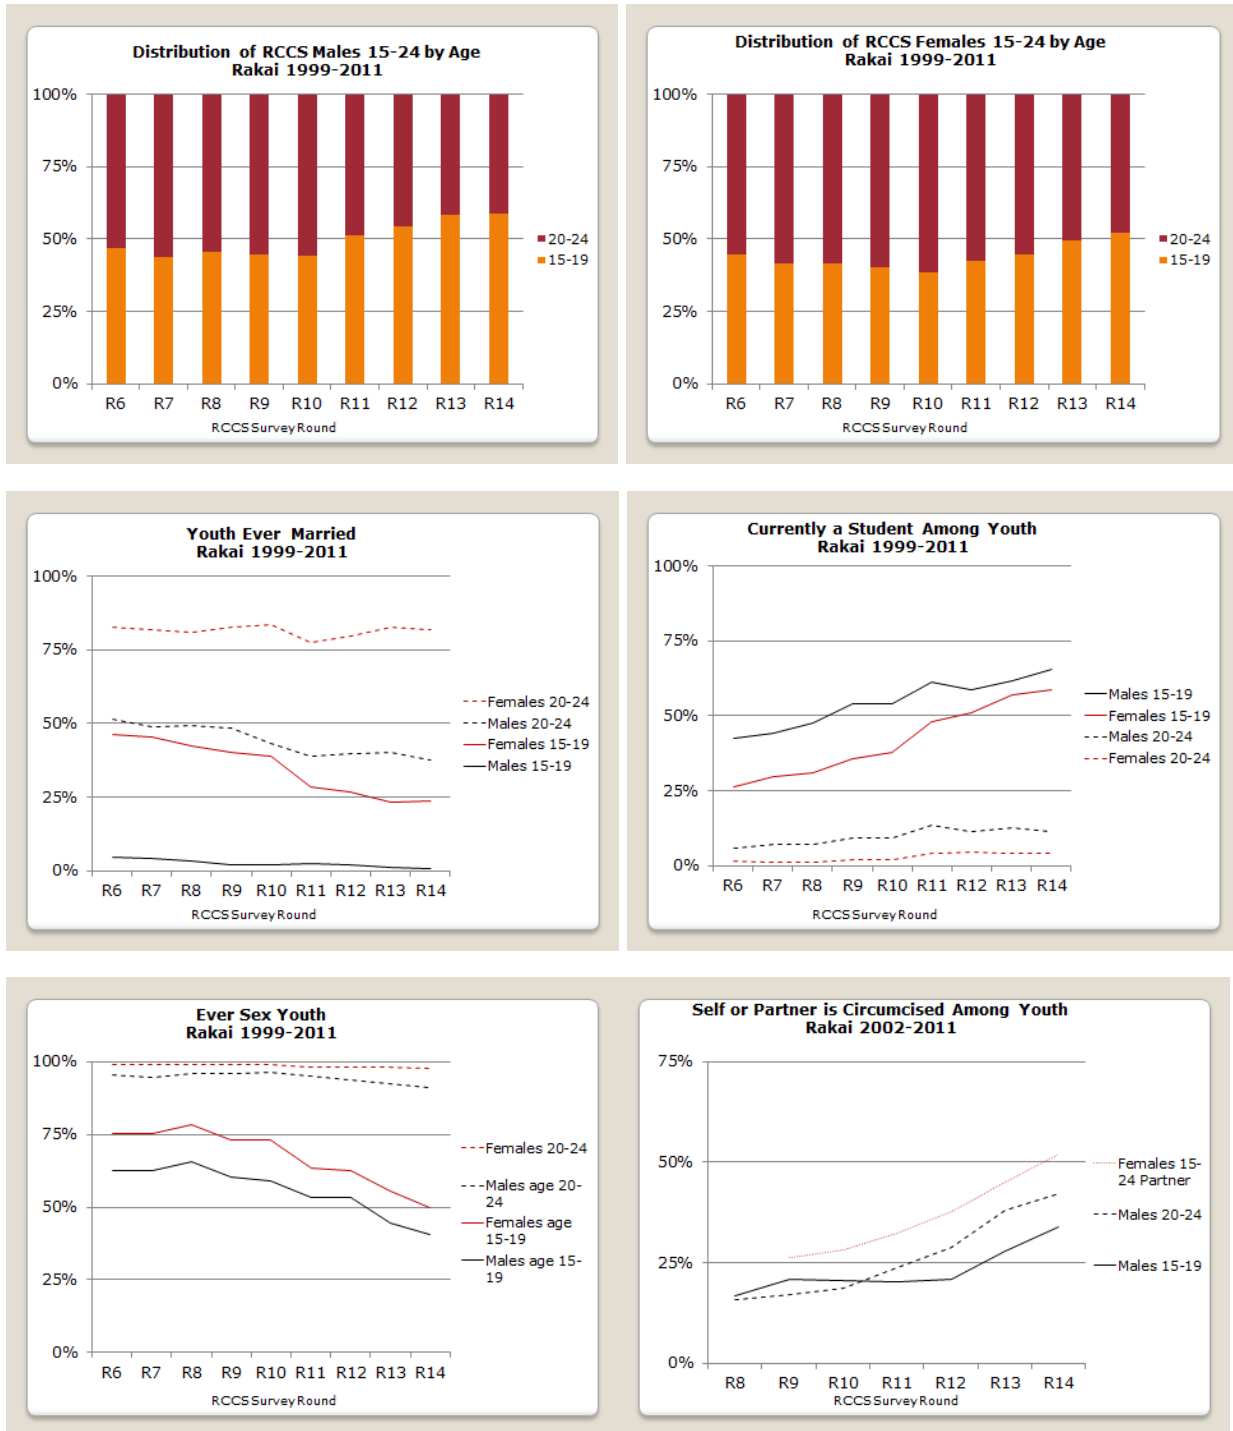 Distribution of RCCS Males 15-24 by Age
Rakai 1999-2011
100%
75%
50%
25%
0%
R6 R7 R8 R9 R10 R11 R12 R13 R14
RCCS Survey Round
20-24
15-19
Distribution of RCCS Females 15-24 by Age
Rakai 1999-2011
100%
75%
50%
25%
0%
R6 R7 R8 R9 R10 R11 R12 R13 R14
RCCS Survey Round
20-24
15-19
Youth Ever Married
Rakai 1999-2011
100%
75%
50%
25%
0%
R6 R7 R8 R9 R10 R11 R12 R13 R14
RCCS Survey Round
Females 20-24
Males 20-24
Females 15-19
Males 15-19
Currently a Student Among Youth
Rakai 1999-2011
100%
75%
50%
25%
0%
R6 R7 R8 R9 R10 R11 R12 R13 R14
RCCS Survey Round
Males 15-19
Females 15-19
Males 20-24
Females 20-24
Ever Sex Youth
Rakai 1999-2011
100%
75%
50%
25%
0%
R6 R7 R8 R9 R10 R11 R12 R13 R14
RCCS Survey Round
Females 20-24
Males age 20-
24
Females age
15-19
Males age 15-
19
Self or Partner is Circumcised Among Youth
Rakai 2002-2011
75%
50%
25%
0%
R8 R9 R10 R11 R12 R13 R14
RCCS Survey Round
Females 15-
24 Partner
Males 20-24
Males 15-19